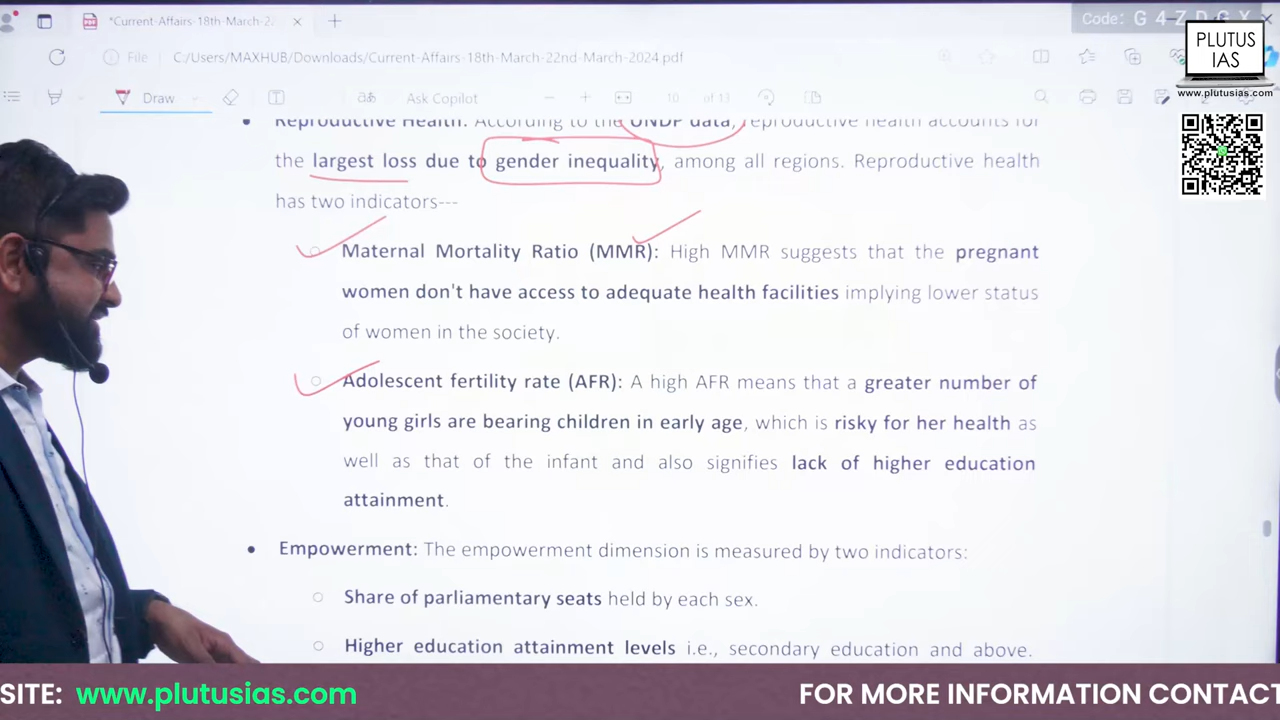 *Current-Affairs-18th-March-2
Code: G 4 Z D G X
File
C:/Users/MAXHUB/Downloads/Current-Affairs-18th-March-22nd-March-2024.pdf
PLUTUS
IAS
www.plutusias.com
Draw
Ask Copilot
10 of 13
Reproductive Health: According to the UNDP data, reproductive health accounts for
the largest loss due to gender inequality, among all regions. Reproductive health
has two indicators---
Maternal Mortality Ratio (MMR): High MMR suggests that the pregnant
women don't have access to adequate health facilities implying lower status
of women in the society.
Adolescent fertility rate (AFR): A high AFR means that a greater number of
young girls are bearing children in early age, which is risky for her health as
well as that of the infant and also signifies lack of higher education
attainment.
Empowerment: The empowerment dimension is measured by two indicators:
Share of parliamentary seats held by each sex.
Higher education attainment levels i.e., secondary education and above.
SITE: www.plutusias.com
FOR MORE INFORMATION CONTACT